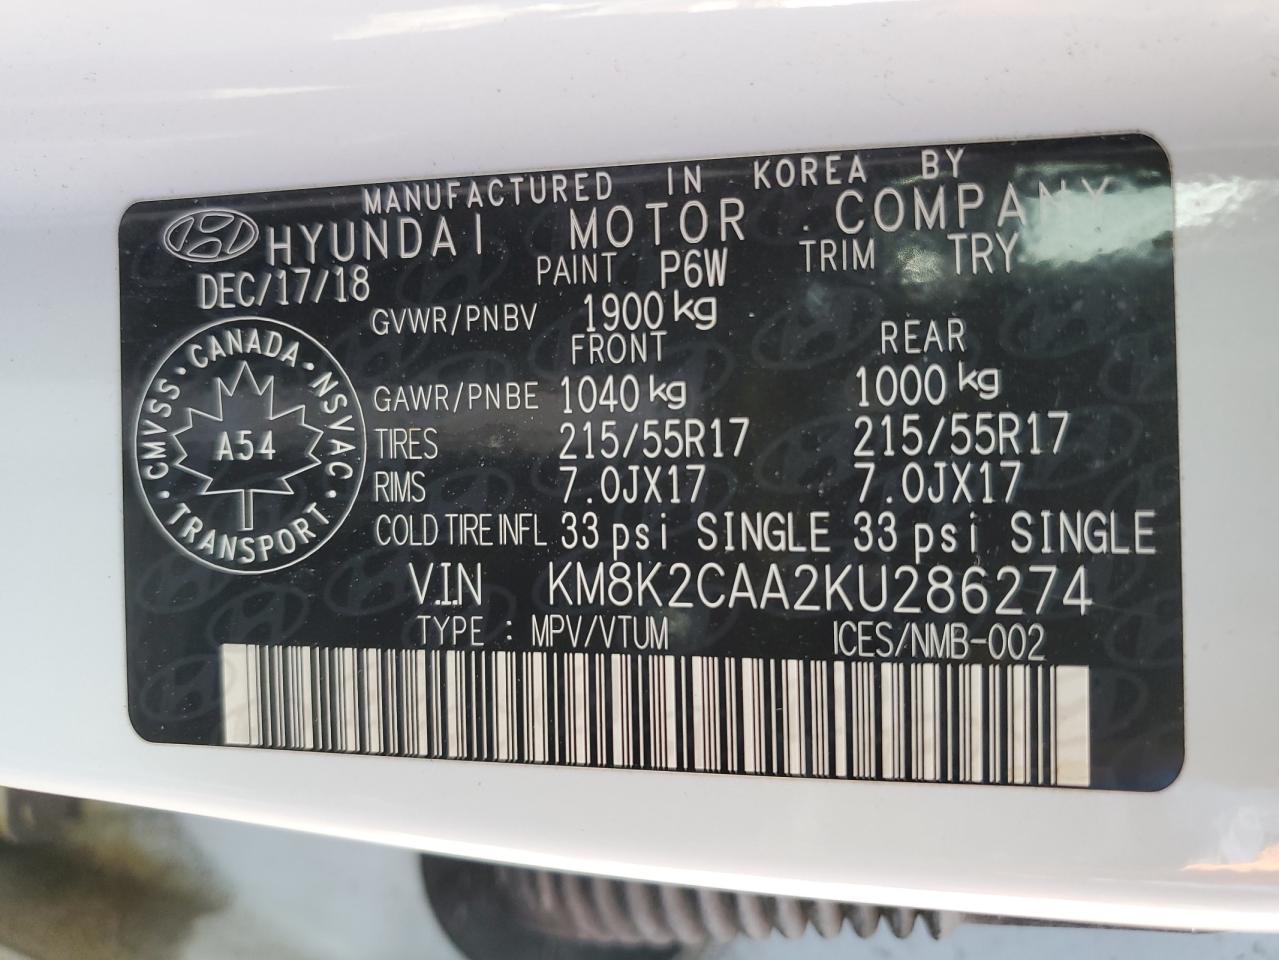 MANUFACTURED IN KOREA BY
HYUNDAI MOTOR COMPANY
DEC/17/18 PAINT P6W TRIM TRY
GVWR/PNBV 1900 kg
FRONT REAR
GAWR/PNBE 1040 kg 1000 kg
TIRES 215/55R17 215/55R17
RIMS 7.0JX17 7.0JX17
COLD TIRE INFL 33 psi SINGLE 33 psi SINGLE
V.I.N KM8K2CAA2KU286274
TYPE : MPV/VTUM ICES/NMB-002
CMVSS · CANADA · NSVAC · TRANSPORT ·
A54